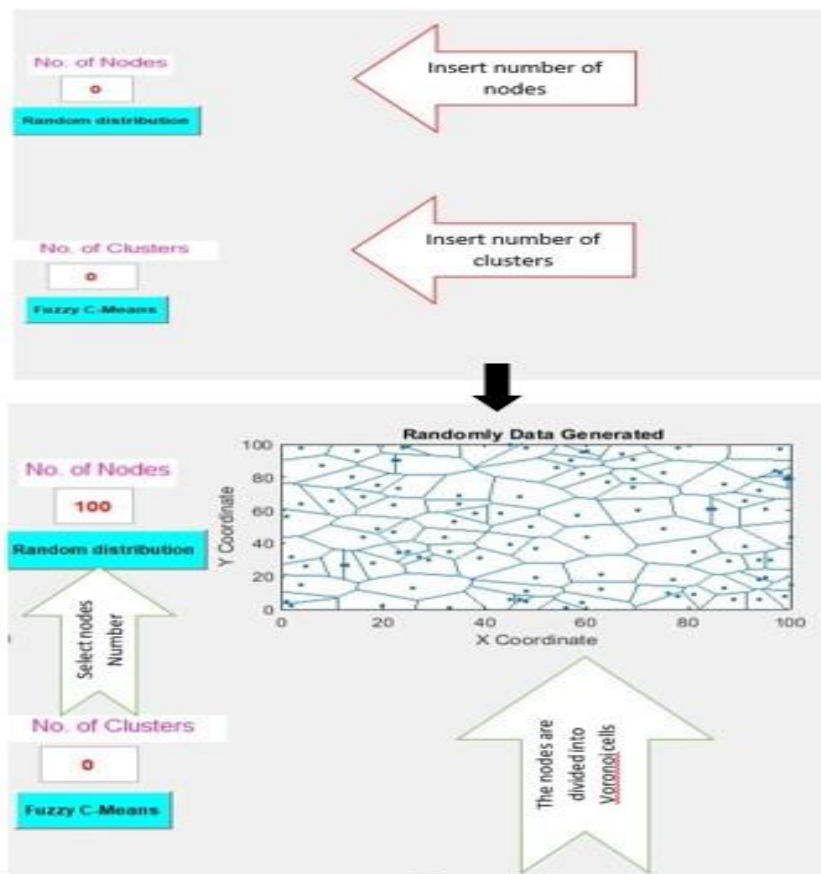 No. of Nodes
0
Random distribution
Insert number of
nodes
No. of Clusters
0
Fuzzy C-Means
Insert number of
clusters
No. of Nodes
100
Random distribution
Select nodes
Number
No. of Clusters
0
Fuzzy C-Means
Randomly Data Generated
100
80
60
40
20
0
Y Coordinate
0 20 40 60 80 100
X Coordinate
The nodes are
divided into
Voronoi cells